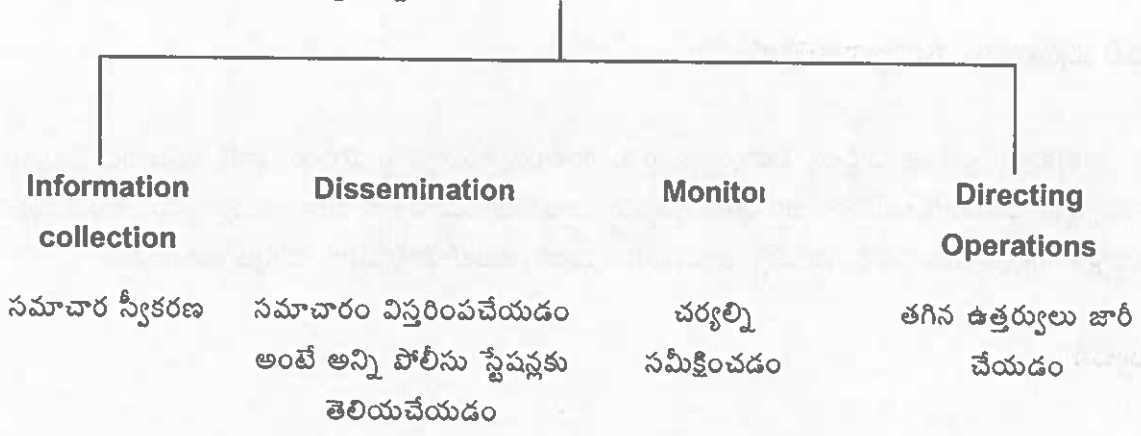 Information
collection
సమాచార స్వీకరణ
Dissemination
సమాచారం విస్తరింపచేయడం
అంటే అన్ని పోలీసు స్టేషన్లకు
తెలియచేయడం
Monitor
చర్యల్ని
సమీక్షించడం
Directing
Operations
తగిన ఉత్తర్వులు జారీ
చేయడం